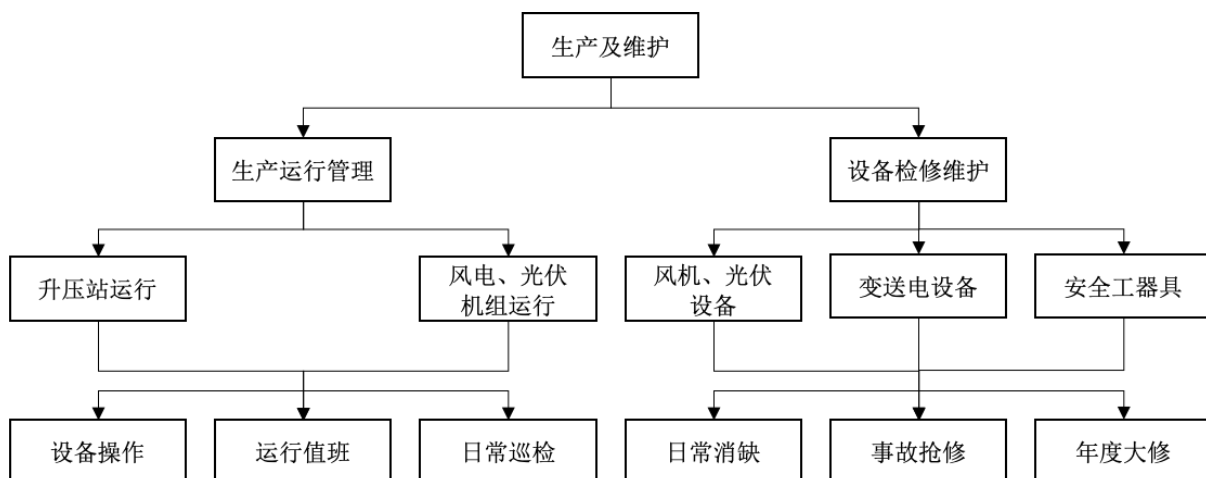 生产及维护
生产运行管理
设备检修维护
升压站运行
风电、光伏
机组运行
风机、光伏
设备
变送电设备
安全工器具
设备操作
运行值班
日常巡检
日常消缺
事故抢修
年度大修